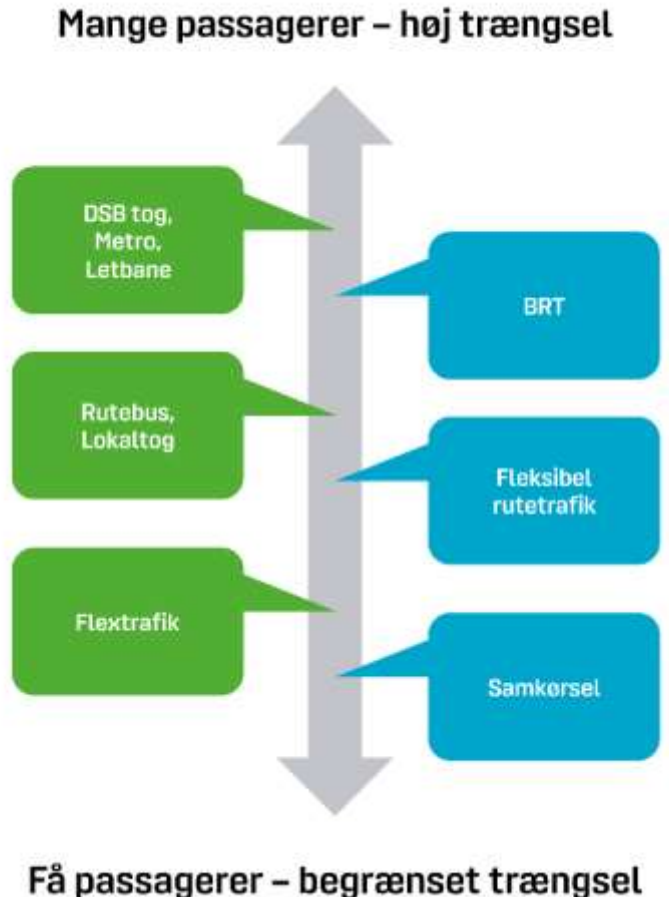 Mange passagerer – høj trængsel
DSB tog,
Metro,
Letbane
BRT
Rutebus,
Lokaltog
Fleksibel
rutetrafik
Flextrafik
Samkørsel
Få passagerer – begrænset trængsel